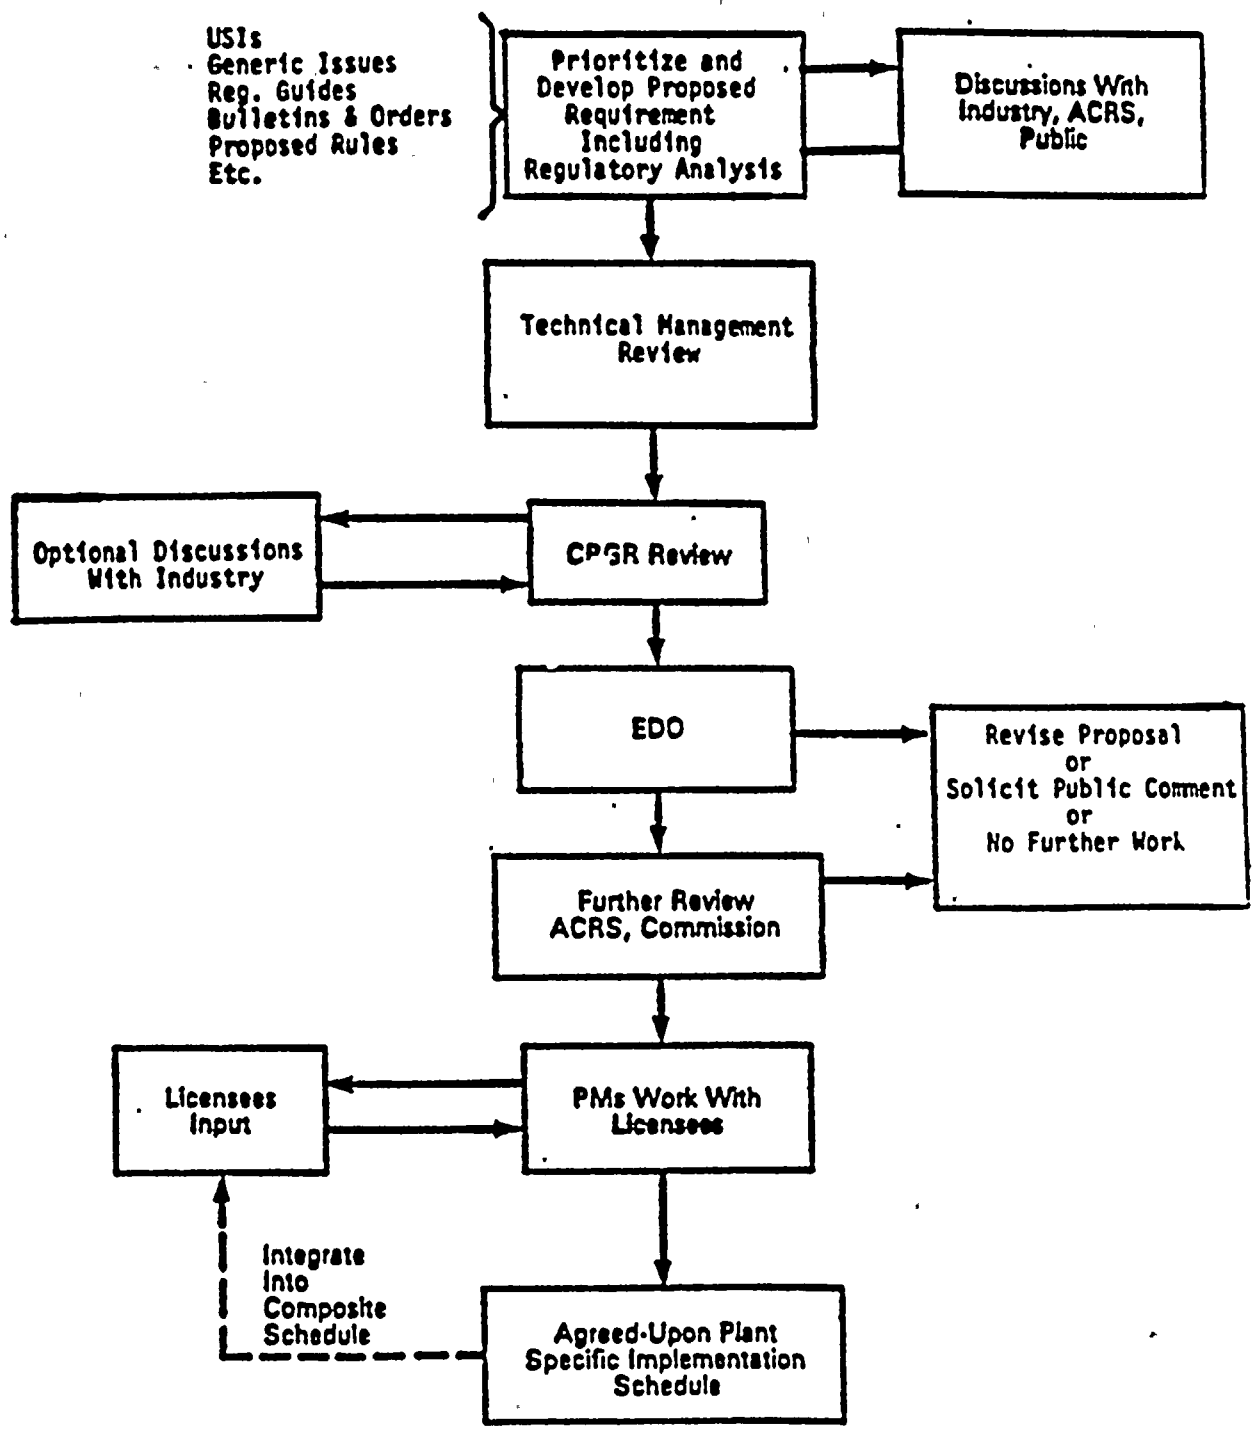 USIs
Generic Issues
Reg. Guides
Bulletins & Orders
Proposed Rules
Etc.
Prioritize and
Develop Proposed
Requirement
Including
Regulatory Analysis
Discussions With
Industry, ACRS,
Public
Technical Management
Review
Optional Discussions
With Industry
CPGR Review
EDO
Revise Proposal
or
Solicit Public Comment
or
No Further Work
Further Review
ACRS, Commission
Licensees
Input
PMs Work With
Licensees
Integrate
Into
Composite
Schedule
Agreed-Upon Plant
Specific Implementation
Schedule